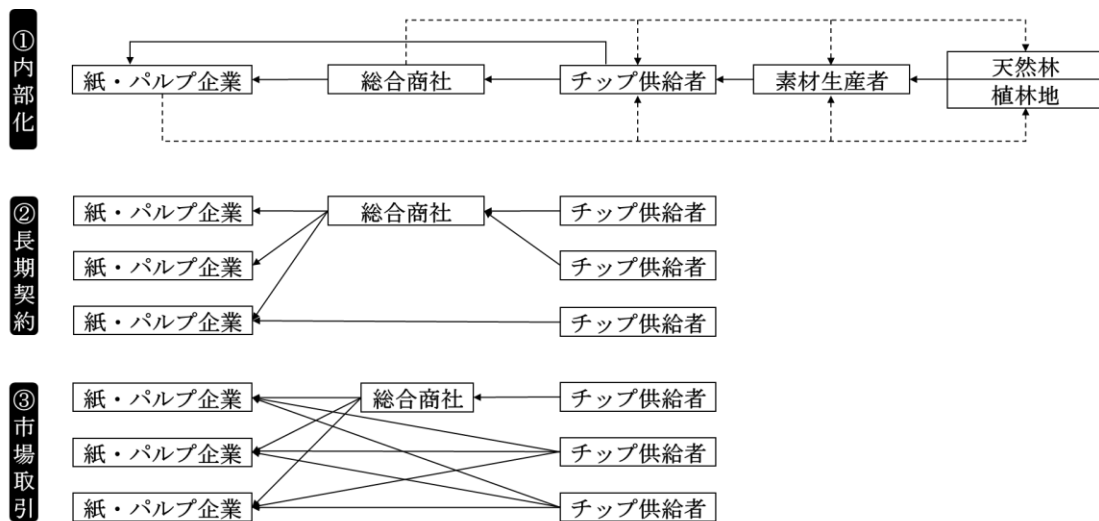 ①内部化
紙・パルプ企業
総合商社
チップ供給者
素材生産者
天然林
植林地
②長期契約
紙・パルプ企業
総合商社
チップ供給者
紙・パルプ企業
チップ供給者
紙・パルプ企業
チップ供給者
③市場取引
紙・パルプ企業
総合商社
チップ供給者
紙・パルプ企業
チップ供給者
紙・パルプ企業
チップ供給者